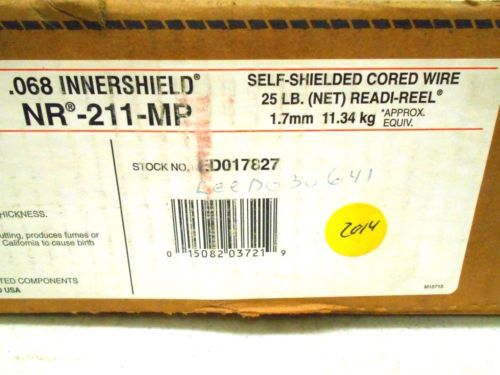 .068 INNERSHIELD®
NR®-211-MP
SELF-SHIELDED CORED WIRE
25 LB. (NET) READI-REEL®
1.7mm 11.34 kg *APPROX. EQUIV.
STOCK NO. ED017827
2014
0 15082 03721 9
HICKNESS.
utting, produces fumes or
California to cause birth
TED COMPONENTS
USA
M15718